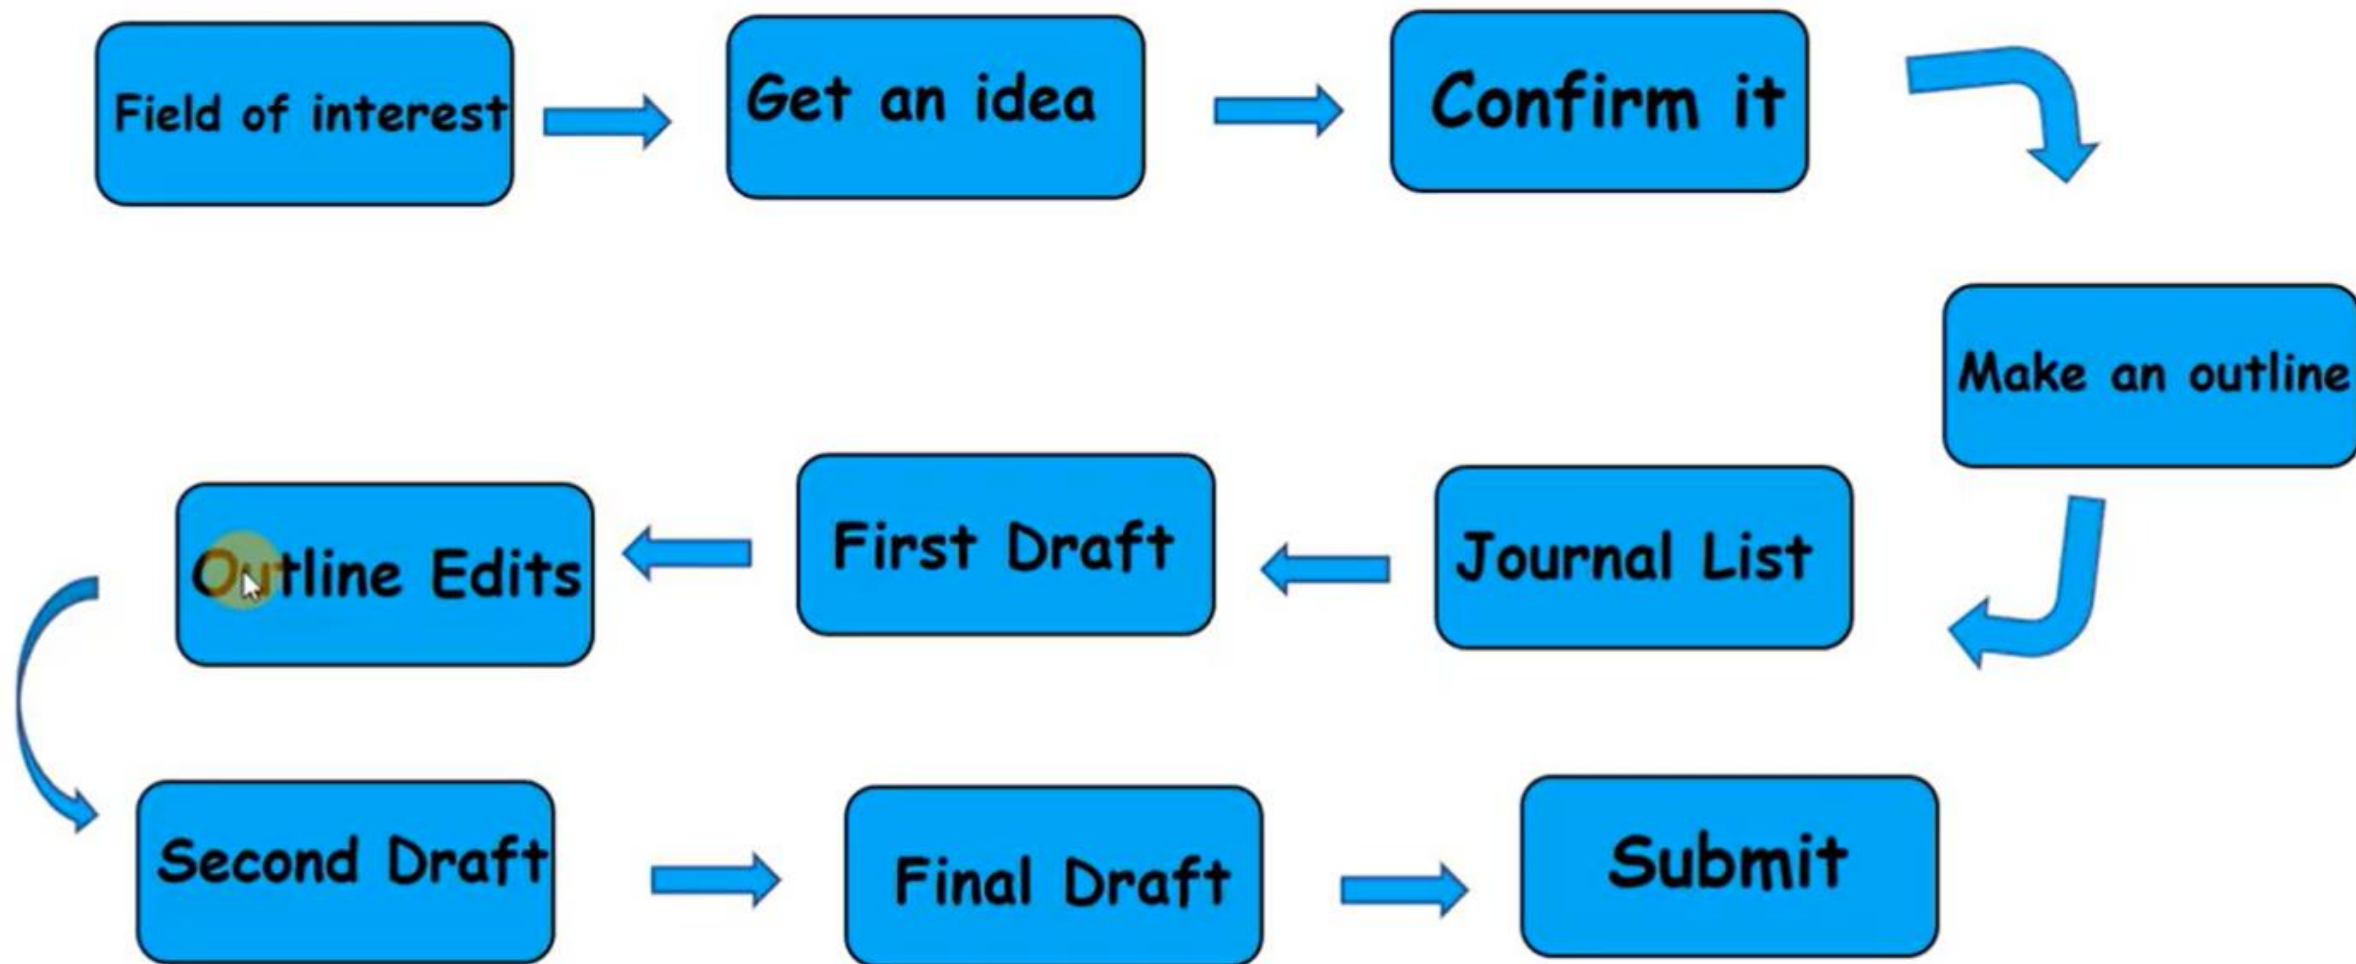 Field of interest
Get an idea
Confirm it
Make an outline
Journal List
First Draft
Outline Edits
Second Draft
Final Draft
Submit